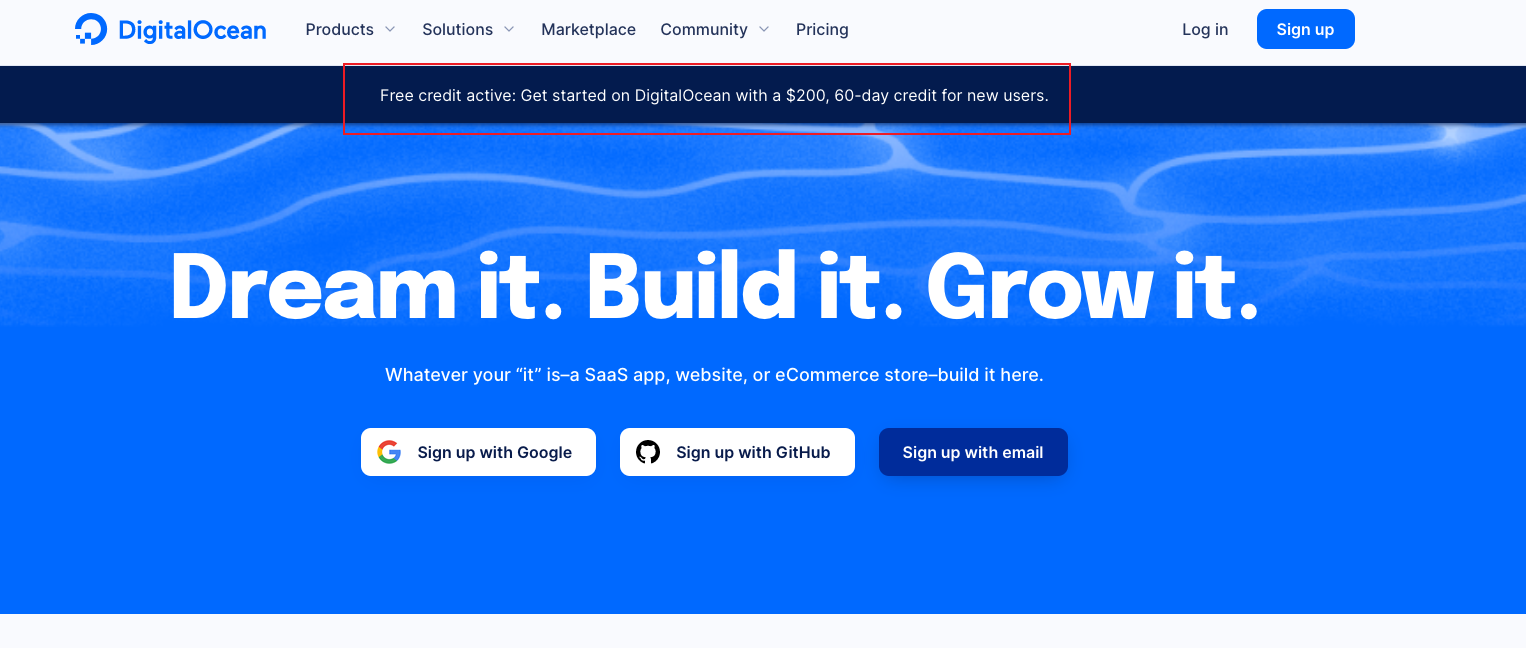 DigitalOcean Products Solutions Marketplace Community Pricing Log in Sign up
Free credit active: Get started on DigitalOcean with a $200, 60-day credit for new users.
Dream it. Build it. Grow it.
Whatever your “it” is–a SaaS app, website, or eCommerce store–build it here.
Sign up with Google Sign up with GitHub Sign up with email